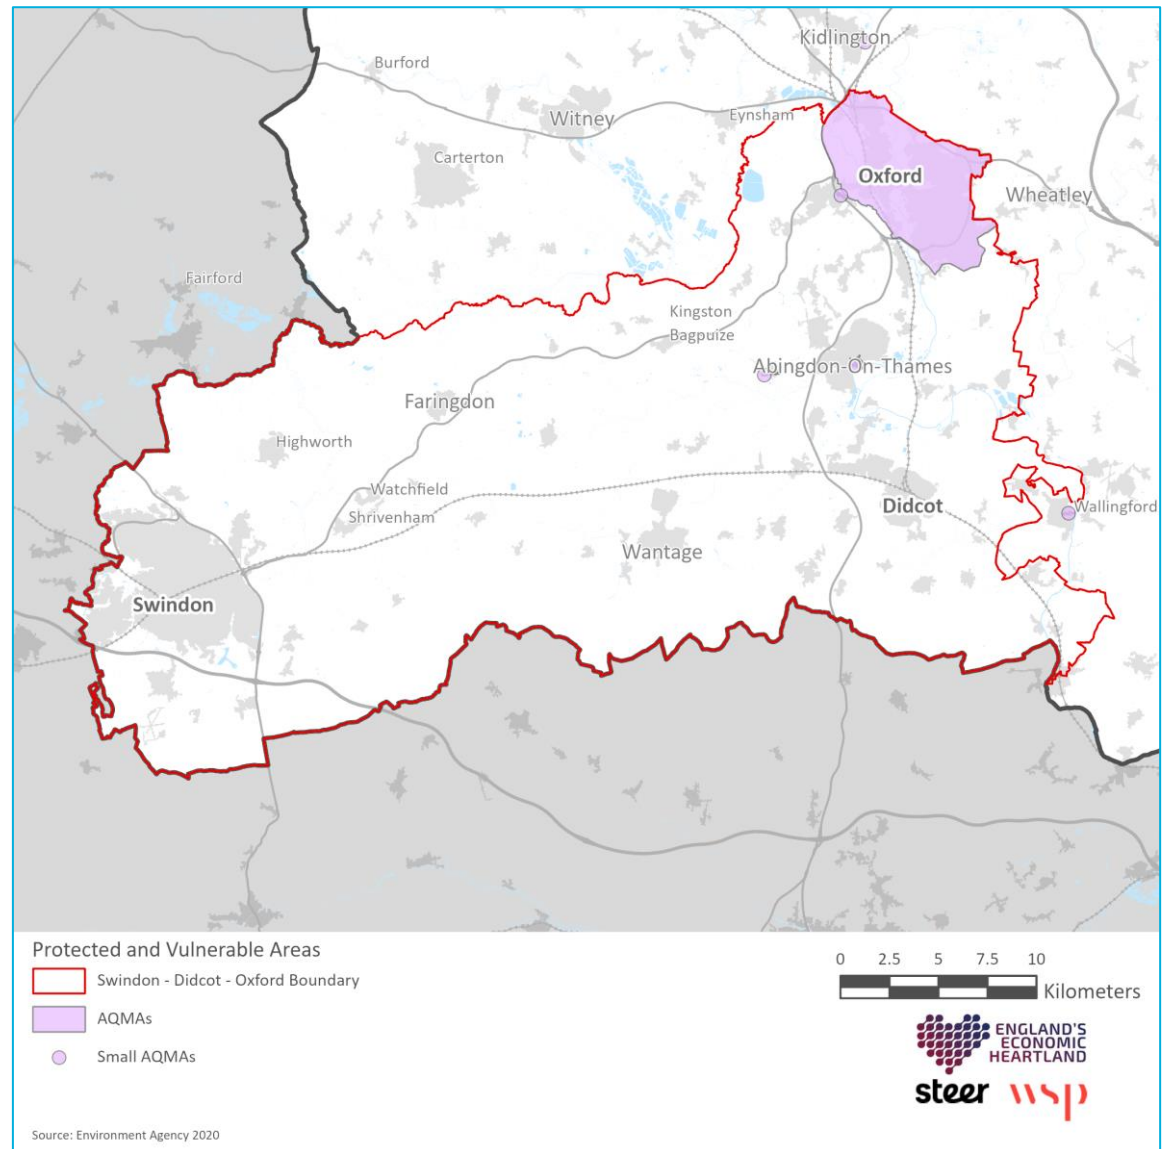 Kidlington
Burford
Witney
Eynsham
Carterton
Oxford
Wheatley
Fairford
Kingston
Bagpuize
Abingdon-On-Thames
Faringdon
Highworth
Watchfield
Shrivenham
Didcot
Wallingford
Wantage
Swindon
Protected and Vulnerable Areas
Swindon - Didcot - Oxford Boundary
AQMAs
Small AQMAs
0 2.5 5 7.5 10
Kilometers
ENGLAND'S
ECONOMIC
HEARTLAND
steer wsp
Source: Environment Agency 2020